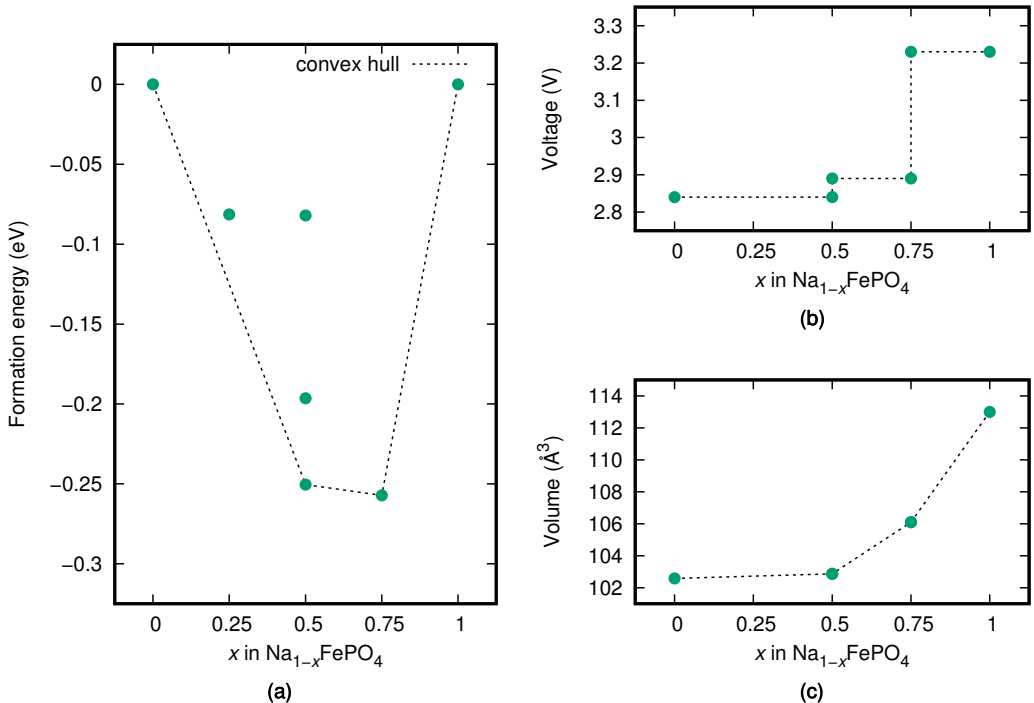 convex hull
0
−0.05
−0.1
−0.15
−0.2
−0.25
−0.3
Formation energy (eV)
0 0.25 0.5 0.75 1
x in Na1−xFePO4
(a)
3.3
3.2
3.1
3
2.9
2.8
Voltage (V)
0 0.25 0.5 0.75 1
x in Na1−xFePO4
(b)
114
112
110
108
106
104
102
Volume (Å3)
0 0.25 0.5 0.75 1
x in Na1−xFePO4
(c)